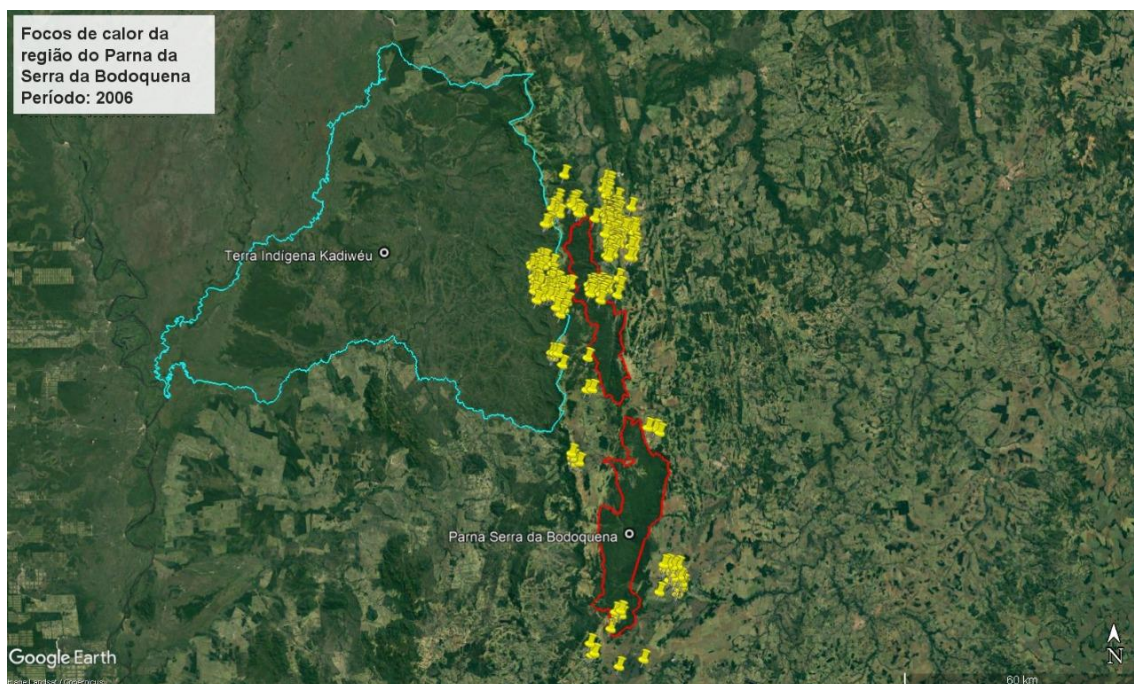 Focos de calor da
região do Parna da
Serra da Bodoquena
Período: 2006
Terra Indígena Kadiwéu
Parna Serra da Bodoquena
Google Earth
N
60 km